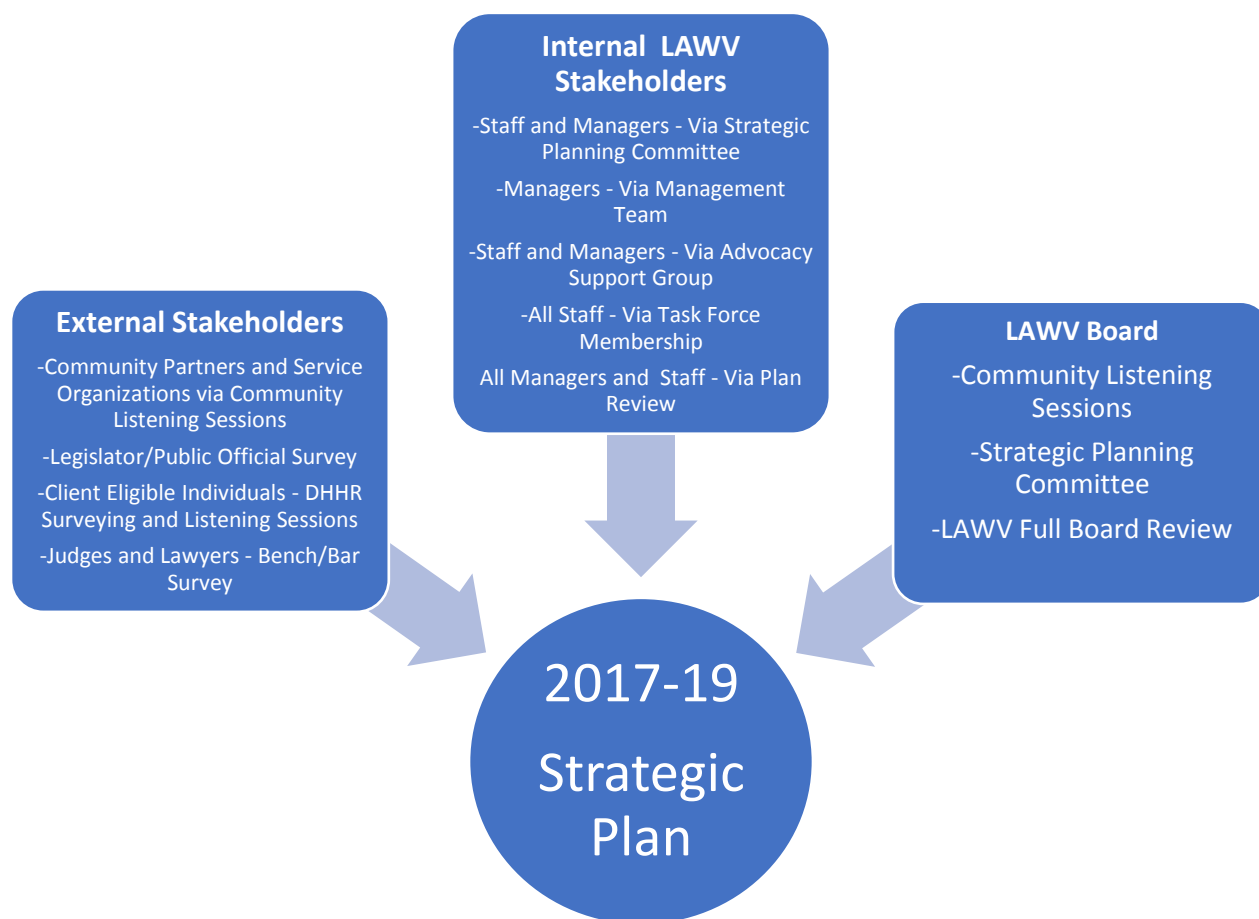 Internal LAWV
Stakeholders
-Staff and Managers - Via Strategic
Planning Committee
-Managers - Via Management
Team
-Staff and Managers - Via Advocacy
Support Group
-All Staff - Via Task Force
Membership
All Managers and Staff - Via Plan
Review
External Stakeholders
-Community Partners and Service
Organizations via Community
Listening Sessions
-Legislator/Public Official Survey
-Client Eligible Individuals - DHHR
Surveying and Listening Sessions
-Judges and Lawyers - Bench/Bar
Survey
LAWV Board
-Community Listening
Sessions
-Strategic Planning
Committee
-LAWV Full Board Review
2017-19
Strategic
Plan